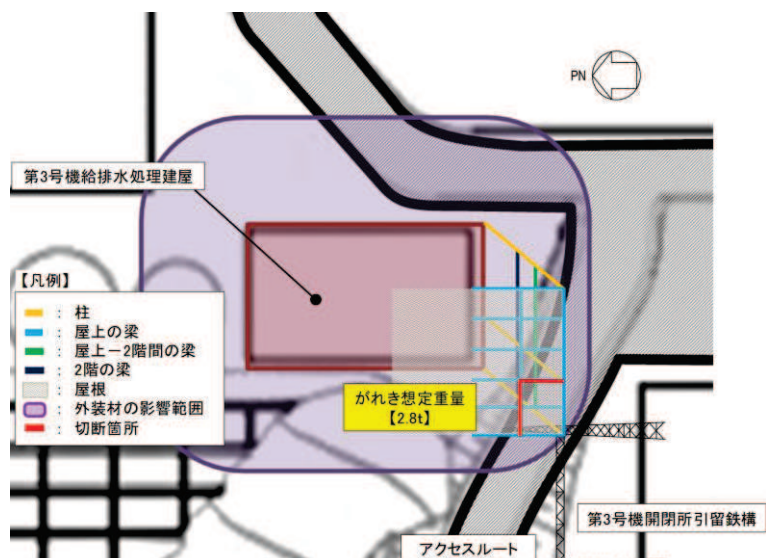 PN
第3号機給排水処理建屋
【凡例】
: 柱
: 屋上の梁
: 屋上ー2階間の梁
: 2階の梁
: 屋根
: 外装材の影響範囲
: 切断箇所
がれき想定重量
【2.8t】
第3号機開閉所引留鉄構
アクセスルート